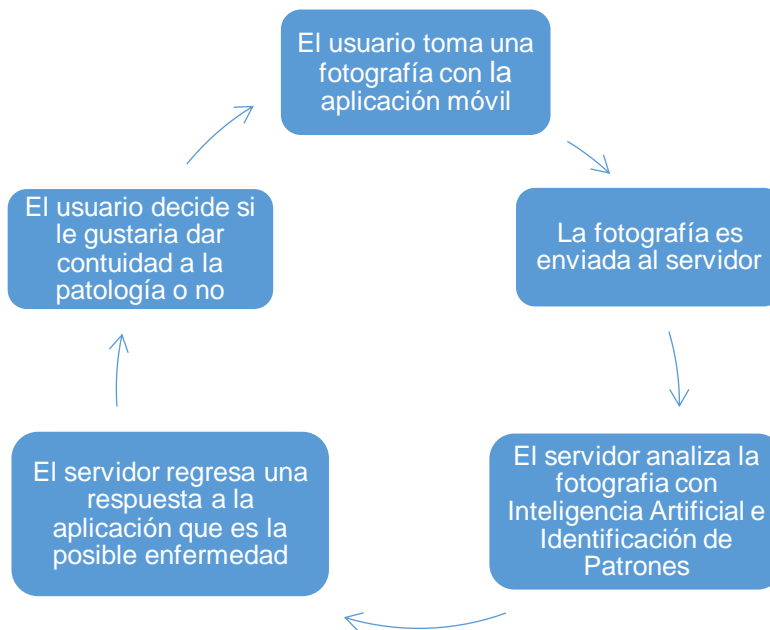 El usuario toma una
fotografía con la
aplicación móvil
La fotografía es
enviada al servidor
El servidor analiza la
fotografia con
Inteligencia Artificial e
Identificación de
Patrones
El servidor regresa una
respuesta a la
aplicación que es la
posible enfermedad
El usuario decide si
le gustaria dar
contuidad a la
patología o no